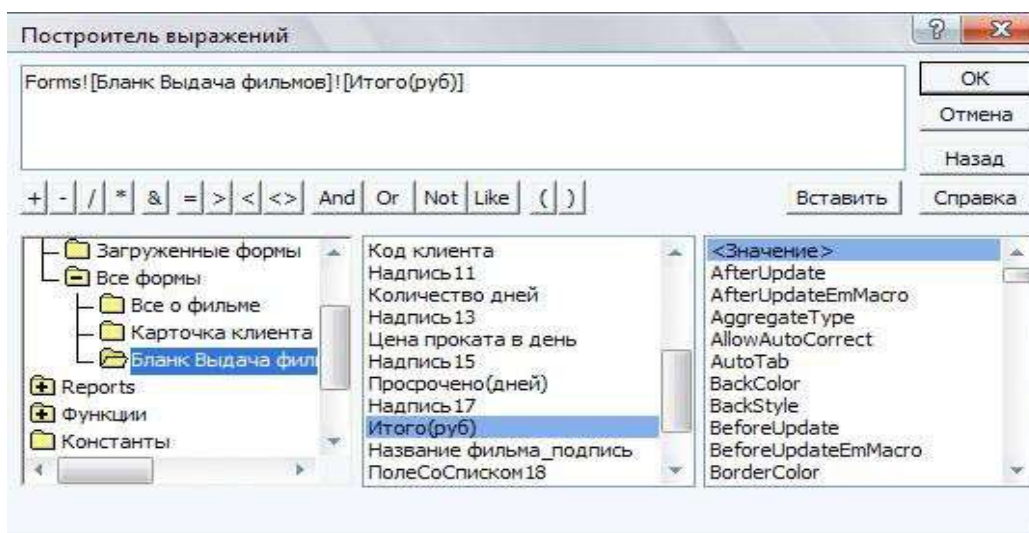 Построитель выражений
Forms![Бланк Выдача фильмов]![Итого(руб)]
ОК
Отмена
Назад
+ - / * & = > < <> And Or Not Like ( ) Вставить Справка
Загруженные формы
Все формы
Все о фильме
Карточка клиента
Бланк Выдача фил
Reports
Функции
Константы
Код клиента
Надпись11
Количество дней
Надпись13
Цена проката в день
Надпись15
Просрочено(дней)
Надпись17
Итого(руб)
Название фильма_подпись
ПолеСоСписком18
<Значение>
AfterUpdate
AfterUpdateEmMacro
AggregateType
AllowAutoCorrect
AutoTab
BackColor
BackStyle
BeforeUpdate
BeforeUpdateEmMacro
BorderColor